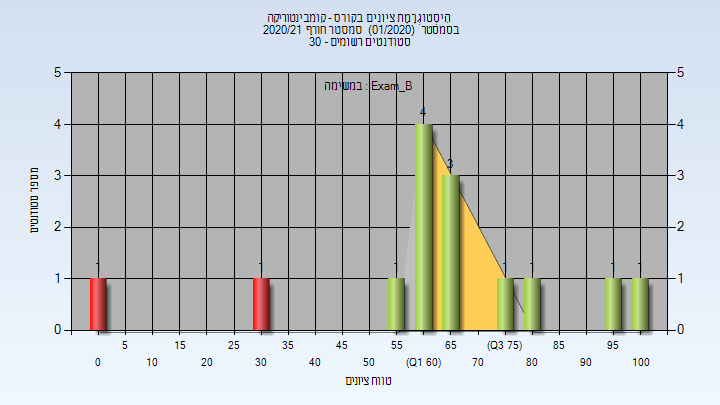 היסטוגרמת ציונים בקורס - קומבינטוריקה
בסמסטר (01/2020) סמסטר חורף 2020/21
סטודנטים רשומים - 30
במשימה : Exam_B
מספר סטודנטים
5 5
4 4
3 3
2 2
1 1
0 0
4
3
1 1 1 1 1 1 1
5 15 25 35 45 55 65 (Q3 75) 85 95
0 10 20 30 40 50 (Q1 60) 70 80 90 100
טווח ציונים